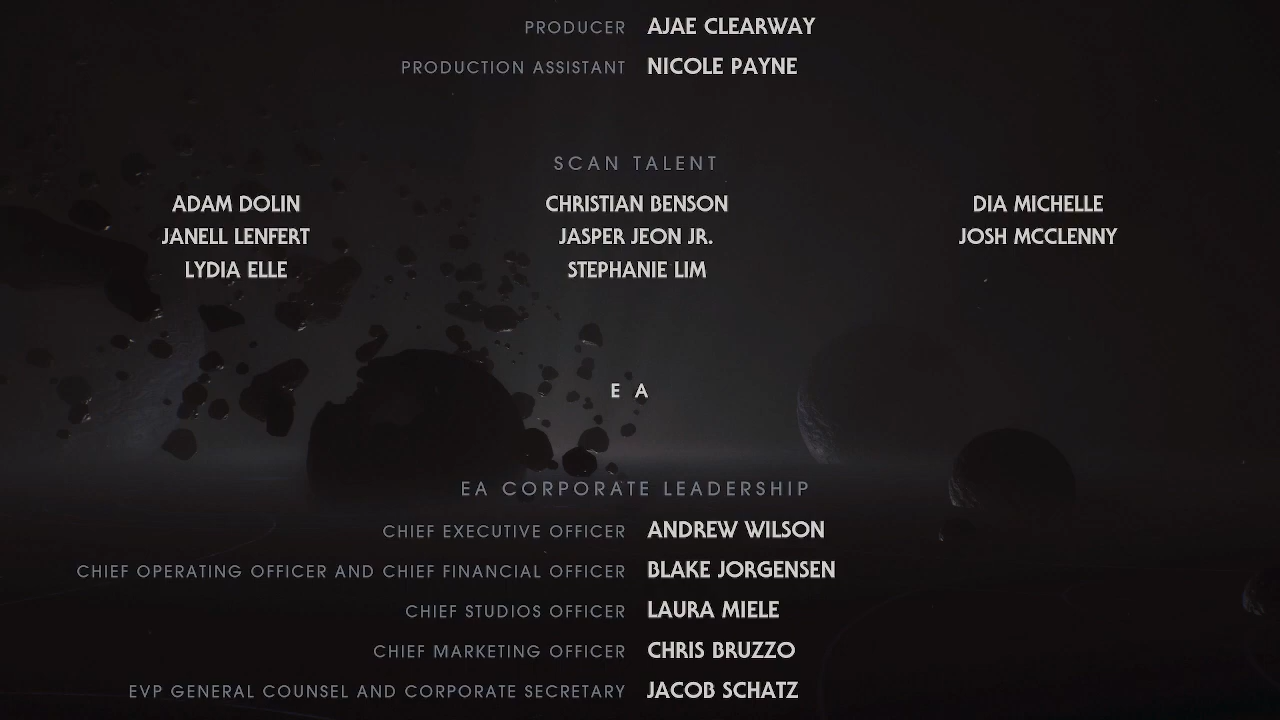 PRODUCER AJAE CLEARWAY
PRODUCTION ASSISTANT NICOLE PAYNE
SCAN TALENT
ADAM DOLIN CHRISTIAN BENSON DIA MICHELLE
JANELL LENFERT JASPER JEON JR. JOSH MCCLENNY
LYDIA ELLE STEPHANIE LIM
E A
EA CORPORATE LEADERSHIP
CHIEF EXECUTIVE OFFICER ANDREW WILSON
CHIEF OPERATING OFFICER AND CHIEF FINANCIAL OFFICER BLAKE JORGENSEN
CHIEF STUDIOS OFFICER LAURA MIELE
CHIEF MARKETING OFFICER CHRIS BRUZZO
EVP GENERAL COUNSEL AND CORPORATE SECRETARY JACOB SCHATZ